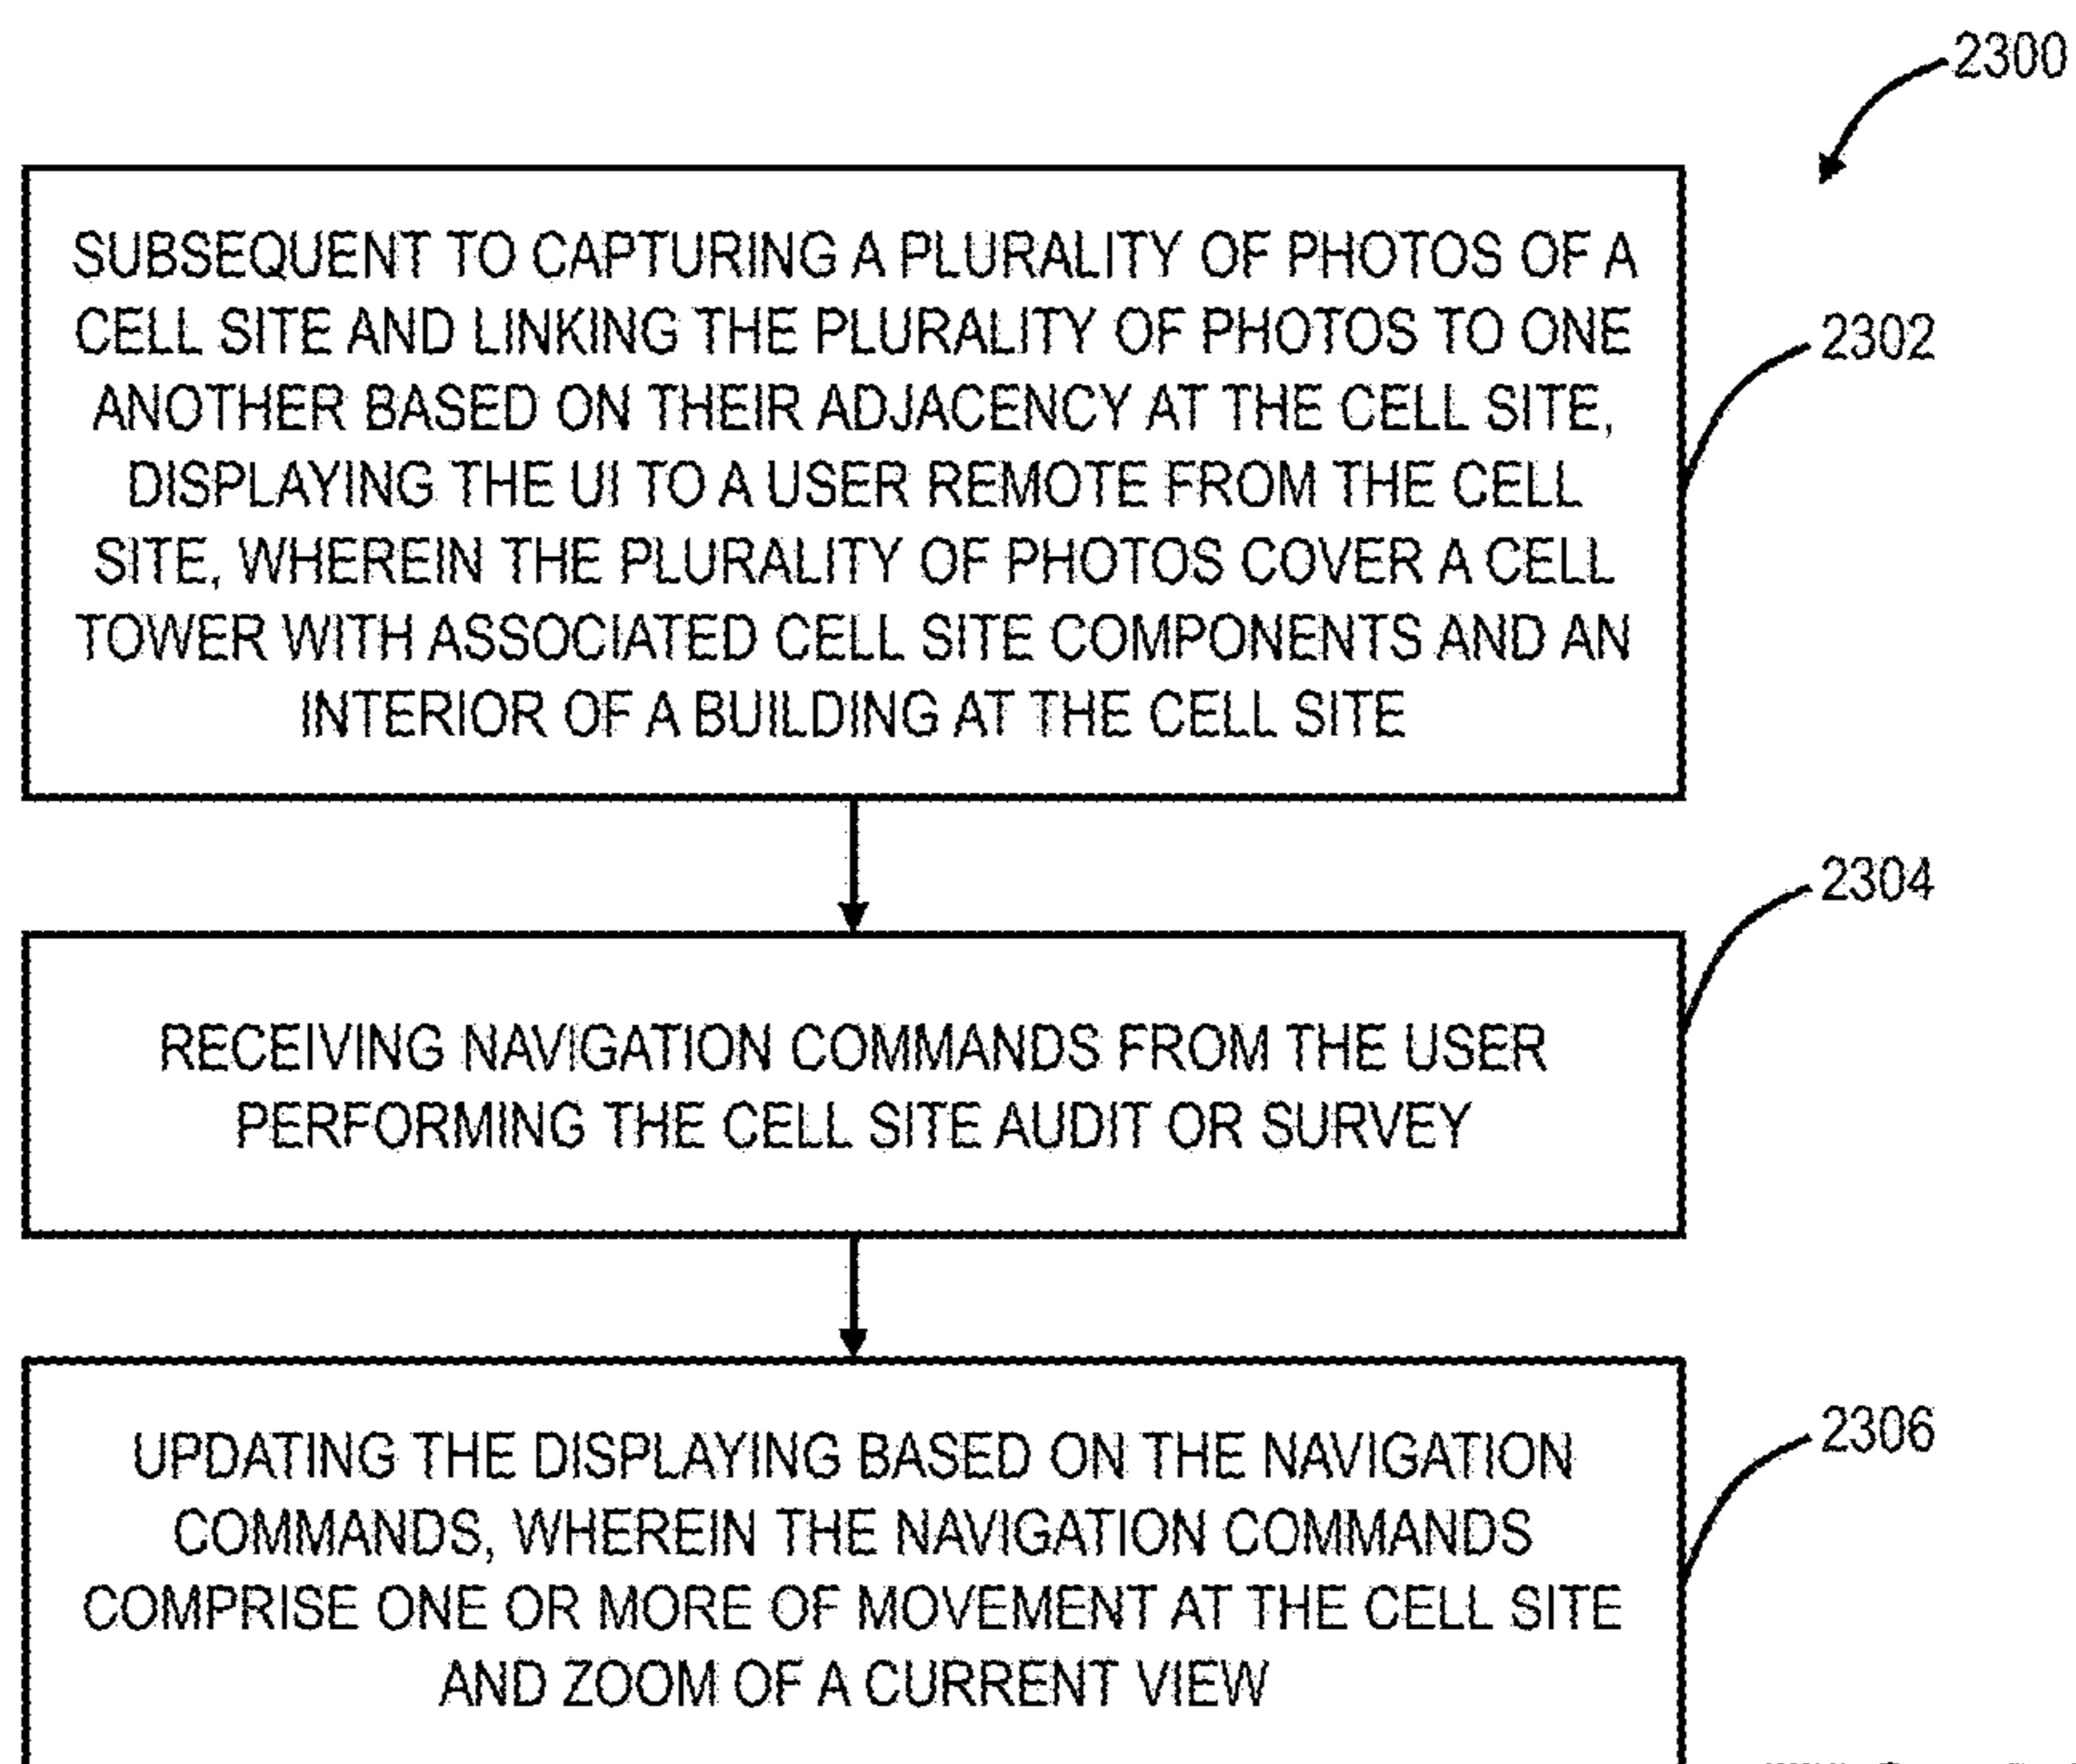 2300
SUBSEQUENT TO CAPTURING A PLURALITY OF PHOTOS OF A
CELL SITE AND LINKING THE PLURALITY OF PHOTOS TO ONE
ANOTHER BASED ON THEIR ADJACENCY AT THE CELL SITE,
DISPLAYING THE UI TO A USER REMOTE FROM THE CELL
SITE, WHEREIN THE PLURALITY OF PHOTOS COVER A CELL
TOWER WITH ASSOCIATED CELL SITE COMPONENTS AND AN
INTERIOR OF A BUILDING AT THE CELL SITE
2302
2304
RECEIVING NAVIGATION COMMANDS FROM THE USER
PERFORMING THE CELL SITE AUDIT OR SURVEY
2306
UPDATING THE DISPLAYING BASED ON THE NAVIGATION
COMMANDS, WHEREIN THE NAVIGATION COMMANDS
COMPRISE ONE OR MORE OF MOVEMENT AT THE CELL SITE
AND ZOOM OF A CURRENT VIEW